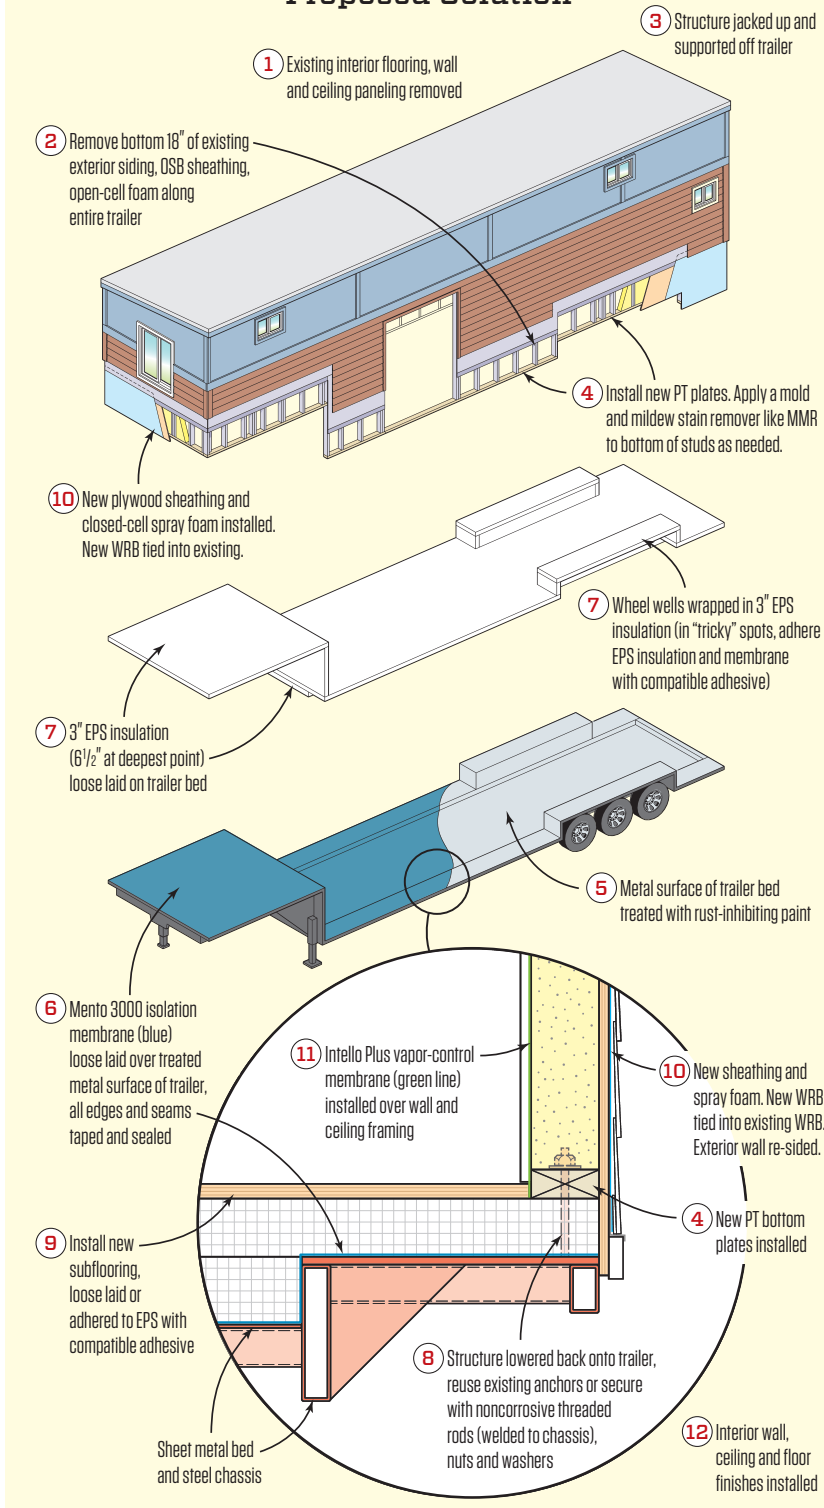 Proposed Solution
3 Structure jacked up and
supported off trailer
1 Existing interior flooring, wall
and ceiling paneling removed
2 Remove bottom 18" of existing
exterior siding, OSB sheathing,
open-cell foam along
entire trailer
4 Install new PT plates. Apply a mold
and mildew stain remover like MMR
to bottom of studs as needed.
10 New plywood sheathing and
closed-cell spray foam installed.
New WRB tied into existing.
7 Wheel wells wrapped in 3" EPS
insulation (in “tricky” spots, adhere
EPS insulation and membrane
with compatible adhesive)
7 3" EPS insulation
(6 1/2" at deepest point)
loose laid on trailer bed
5 Metal surface of trailer bed
treated with rust-inhibiting paint
6 Mento 3000 isolation
membrane (blue)
loose laid over treated
metal surface of trailer,
all edges and seams
taped and sealed
11 Intello Plus vapor-control
membrane (green line)
installed over wall and
ceiling framing
10 New sheathing and
spray foam. New WRB
tied into existing WRB.
Exterior wall re-sided.
4 New PT bottom
plates installed
9 Install new
subflooring,
loose laid or
adhered to EPS with
compatible adhesive
8 Structure lowered back onto trailer,
reuse existing anchors or secure
with noncorrosive threaded
rods (welded to chassis),
nuts and washers
Sheet metal bed
and steel chassis
12 Interior wall,
ceiling and floor
finishes installed